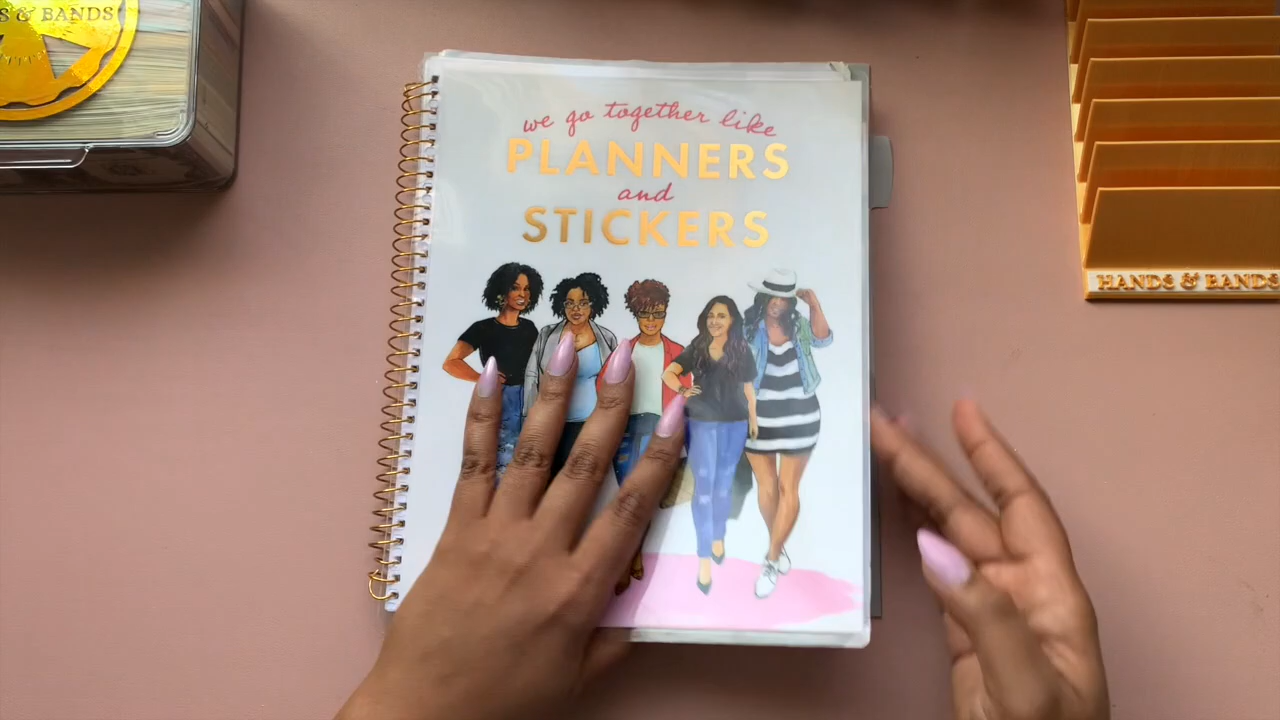 S & BANDS
we go together like
PLANNERS
and
STICKERS
HANDS & BANDS